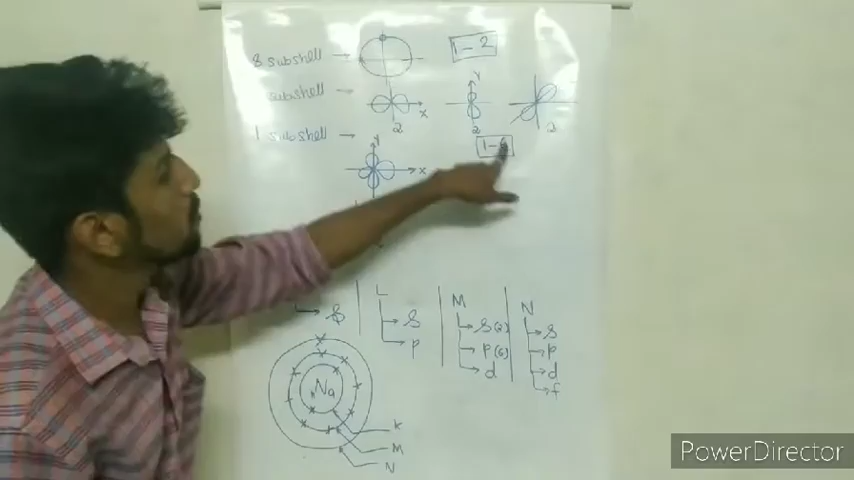 s subshell → 1-2
subshell → X Y
2 2 2
subshell → Y 1-6
X
L M N
→ s → s → s(2) → s
→ p → p(6) → p
→ d → d
→ f
Na
K
M
N
PowerDirector